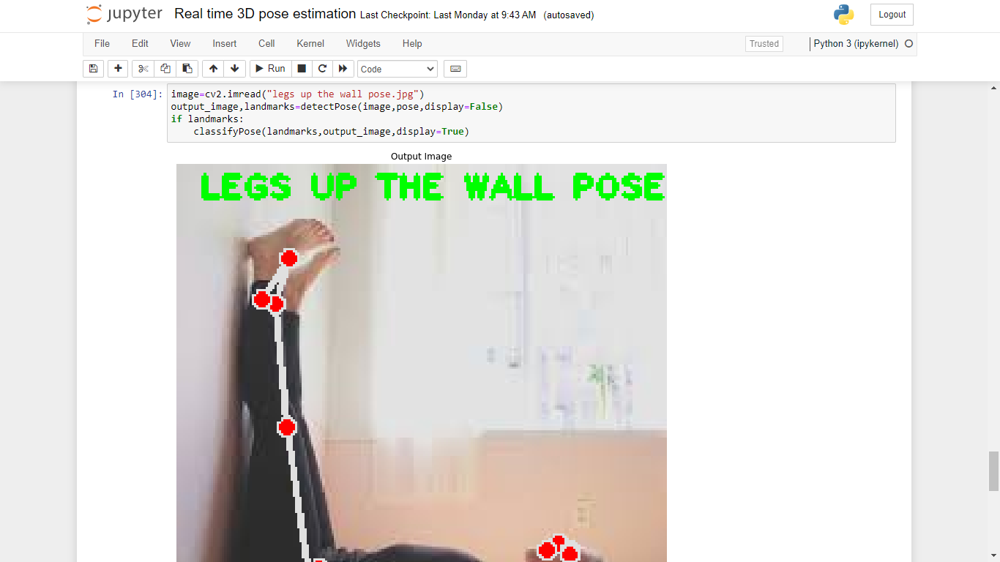 jupyter Real time 3D pose estimation Last Checkpoint: Last Monday at 9:43 AM (autosaved) Logout
File Edit View Insert Cell Kernel Widgets Help Trusted Python 3 (ipykernel)
Run Code
In [304]: image=cv2.imread("legs up the wall pose.jpg")
output_image,landmarks=detectPose(image,pose,display=False)
if landmarks:
    classifyPose(landmarks,output_image,display=True)
Output Image
LEGS UP THE WALL POSE